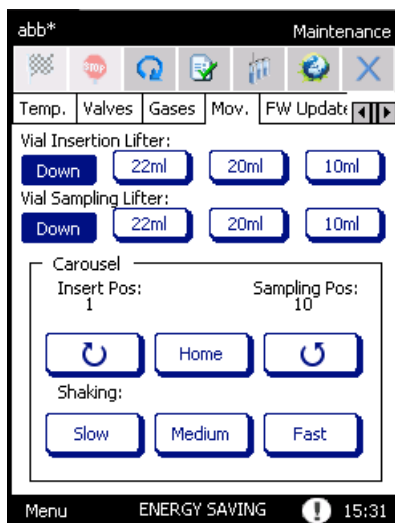 abb* Maintenance
STOP
Temp. Valves Gases Mov. FW Update
Vial Insertion Lifter:
Down 22ml 20ml 10ml
Vial Sampling Lifter:
Down 22ml 20ml 10ml
Carousel
Insert Pos: Sampling Pos:
1 10
Home
Shaking:
Slow Medium Fast
Menu ENERGY SAVING 15:31